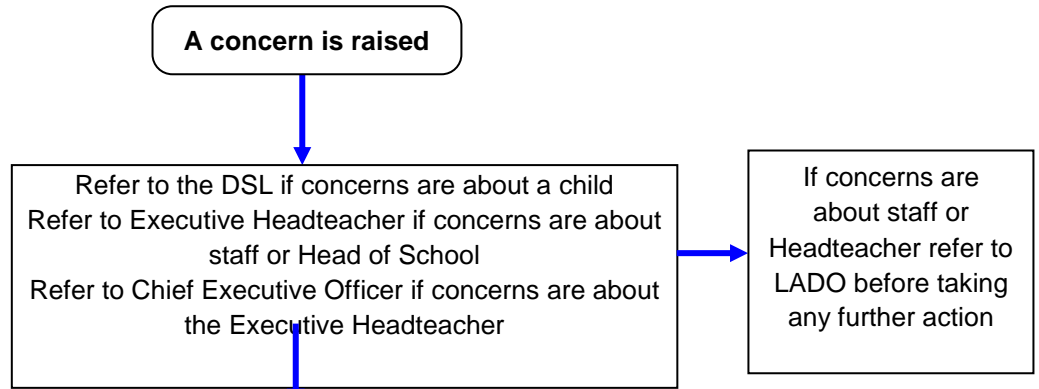 A concern is raised
Refer to the DSL if concerns are about a child
Refer to Executive Headteacher if concerns are about
staff or Head of School
Refer to Chief Executive Officer if concerns are about
the Executive Headteacher
If concerns are
about staff or
Headteacher refer to
LADO before taking
any further action